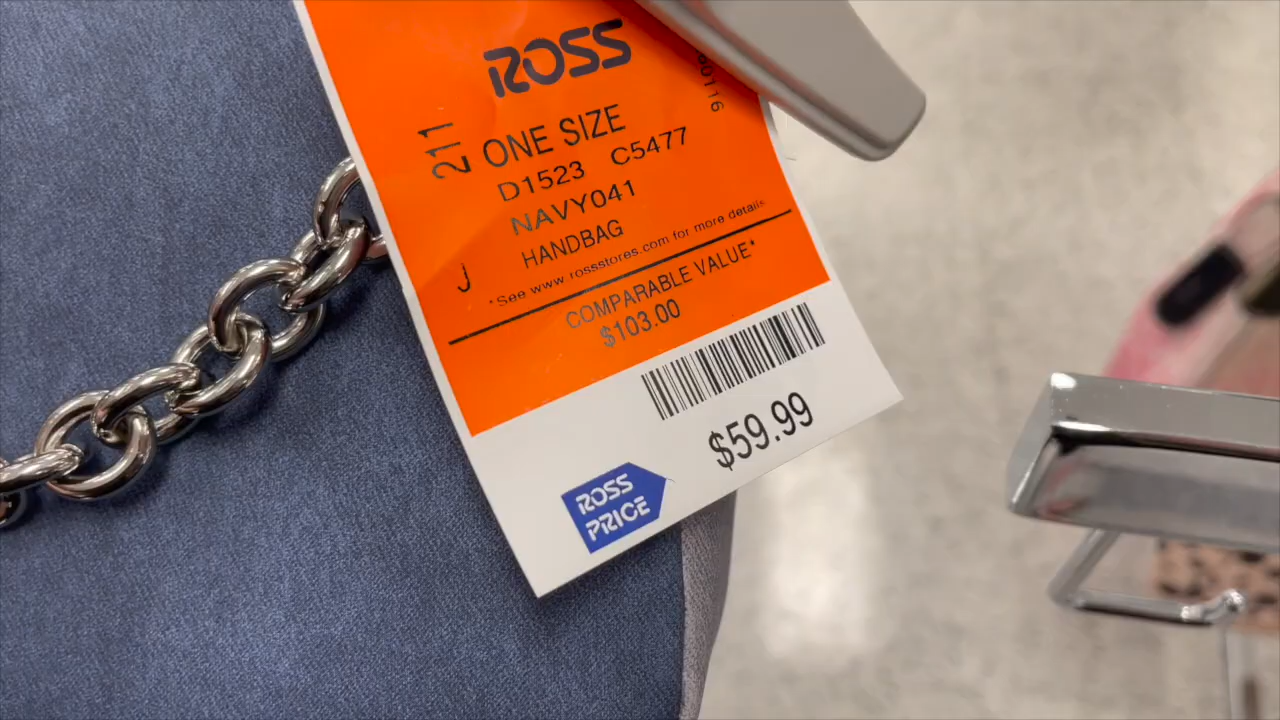 ROSS
211
ONE SIZE
D1523 C5477
NAVY041
HANDBAG
J
*See www.rossstores.com for more details
COMPARABLE VALUE*
$103.00
$59.99
ROSS
PRICE